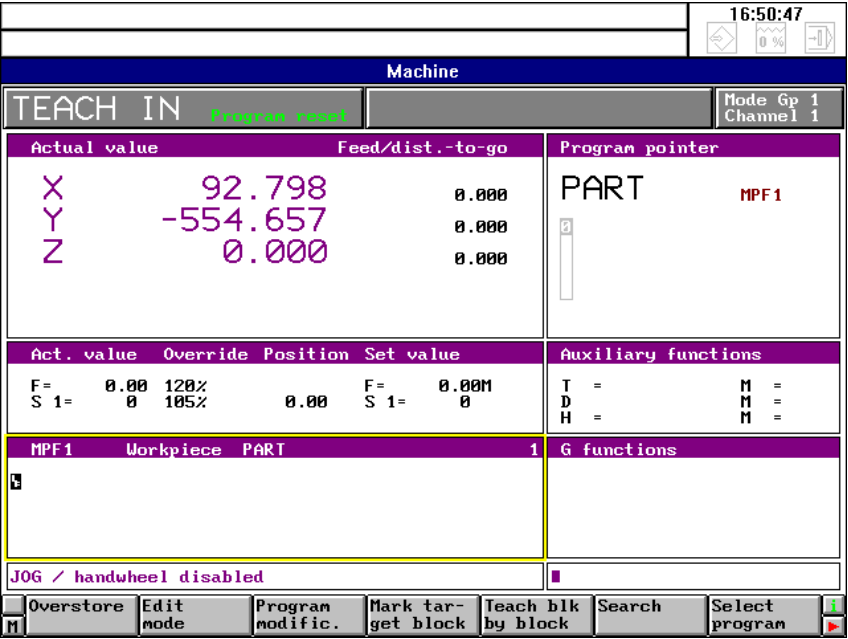 16:50:47
0 %
Machine
TEACH IN Program reset Mode Gp 1
Channel 1
Actual value Feed/dist.-to-go
X 92.798 0.000
Y -554.657 0.000
Z 0.000 0.000
Program pointer
PART MPF1
0
Act. value Override Position Set value
F= 0.00 120% F= 0.00M
S 1= 0 105% 0.00 S 1= 0
Auxiliary functions
T = M =
D M =
H = M =
MPF1 Workpiece PART 1
G functions
JOG / handwheel disabled
Overstore Edit mode Program modific. Mark tar- get block Teach blk by block Search Select program
M i